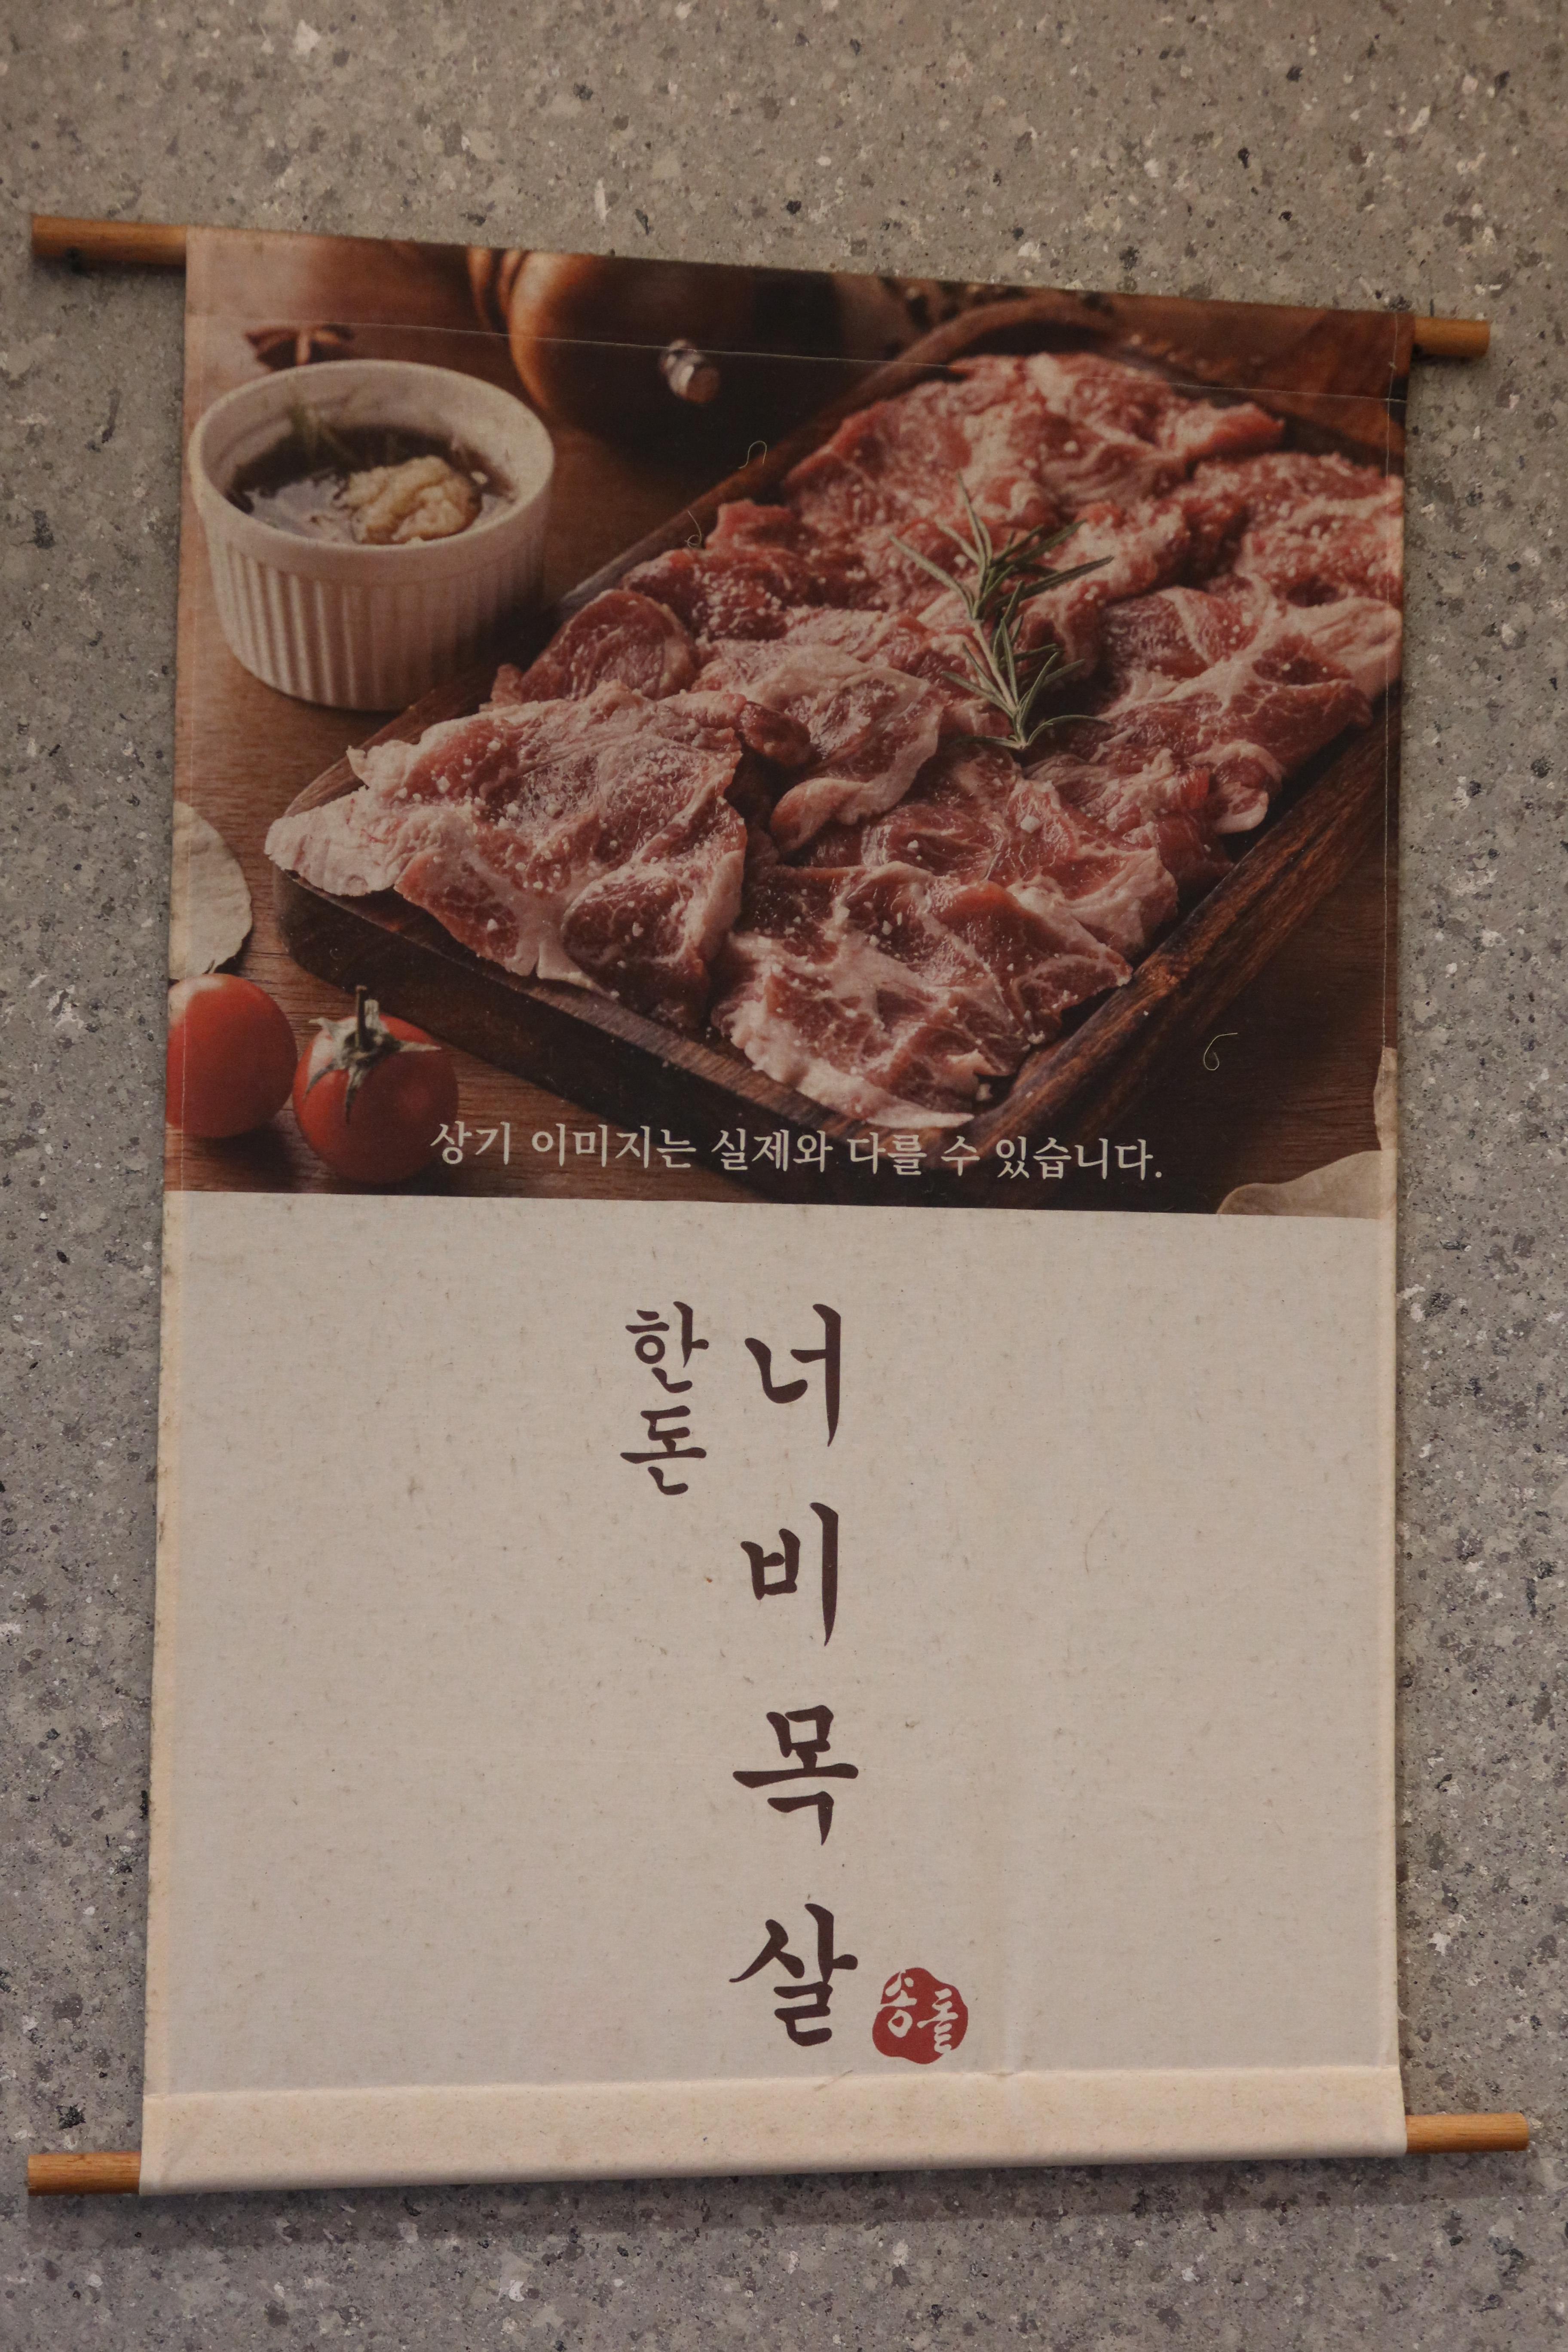 상기 이미지는 실제와 다를 수 있습니다.
한돈
너비목살
송돌